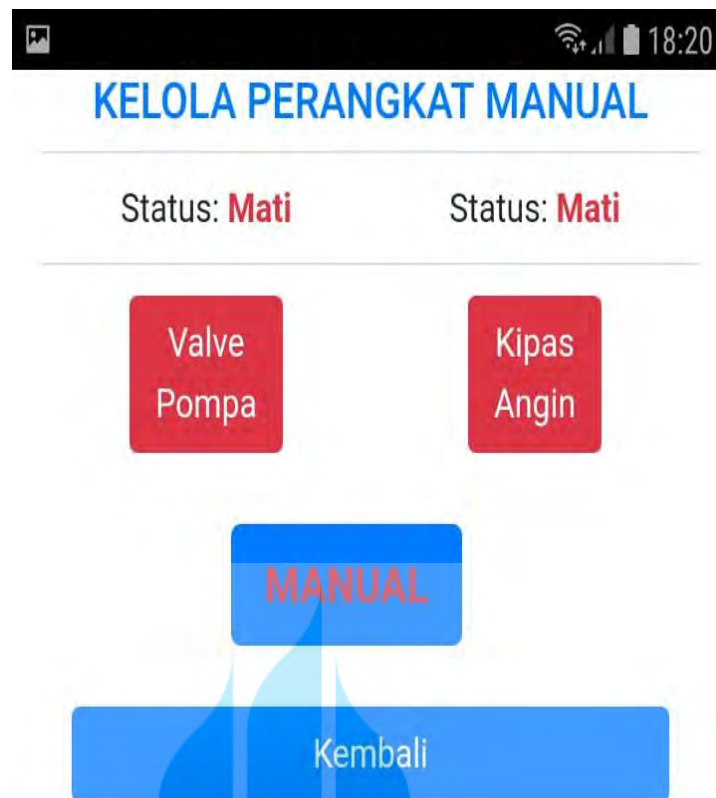 18:20
KELOLA PERANGKAT MANUAL
Status: Mati Status: Mati
Valve Kipas
Pompa Angin
MANUAL
Kembali